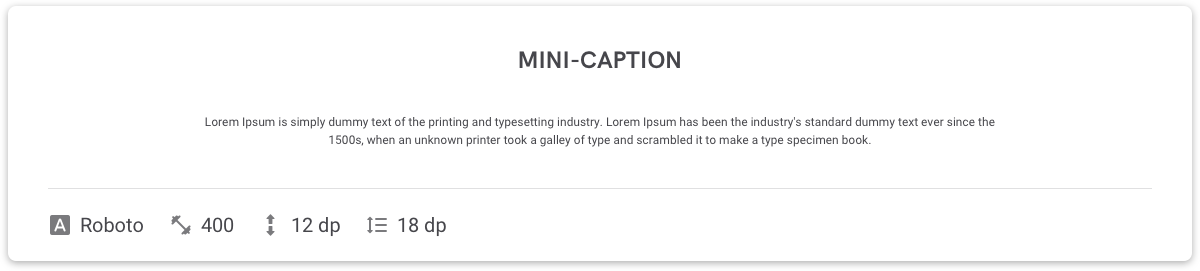 MINI-CAPTION
Lorem Ipsum is simply dummy text of the printing and typesetting industry. Lorem Ipsum has been the industry's standard dummy text ever since the
1500s, when an unknown printer took a galley of type and scrambled it to make a type specimen book.
A Roboto 400 12 dp 18 dp